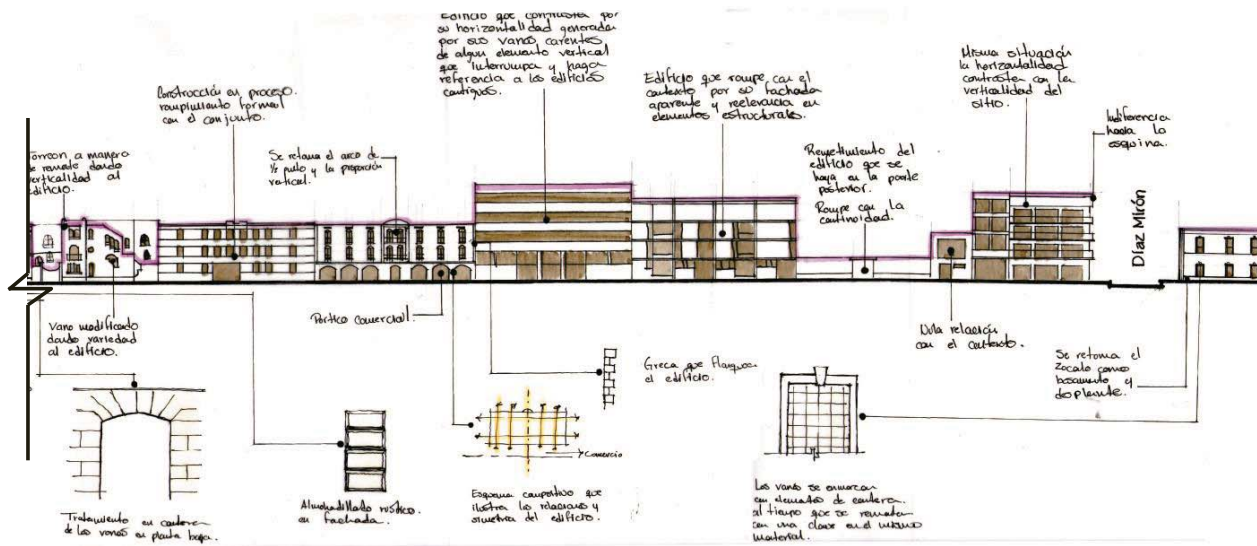 Edificio que contrasta por
su horizontalidad generada
por sus vanos carentes
de algun elemento vertical
que interrumpa y haga
referencia a los edificios
contiguos.
Construcción en proceso.
rompimiento formal
con el conjunto.
Edificio que rompe con el
contexto por su fachada
aparente y reelevancia en
elementos estructurales.
Misma situación
la horizontalidad
contrasta con la
verticalidad del
sitio.
Indiferencia
hacia la
esquina.
Torreon a manera
de remate dando
verticalidad al
edificio.
Se retoma el arco de
½ punto y la proporción
vertical.
Remetimiento del
edificio que se
haya en la parte
posterior.
Rompe con la
continuidad.
Díaz Mirón
Vano modificado
dando variedad
al edificio.
Portico comercial
Greca que flanquea
el edificio.
Nula relación
con el contexto.
Se retoma el
zocalo como
basamento y
desplante.
Comercio
Tratamiento en cantera
de los vanos en planta baja.
Almohadillado rústico
en fachada.
Esquema compositivo que
ilustra las relaciones y
simetria del edificio.
Los vanos se enmarcan
con elementos de cantera.
al tiempo que se rematan
con una clave en el mismo
material.